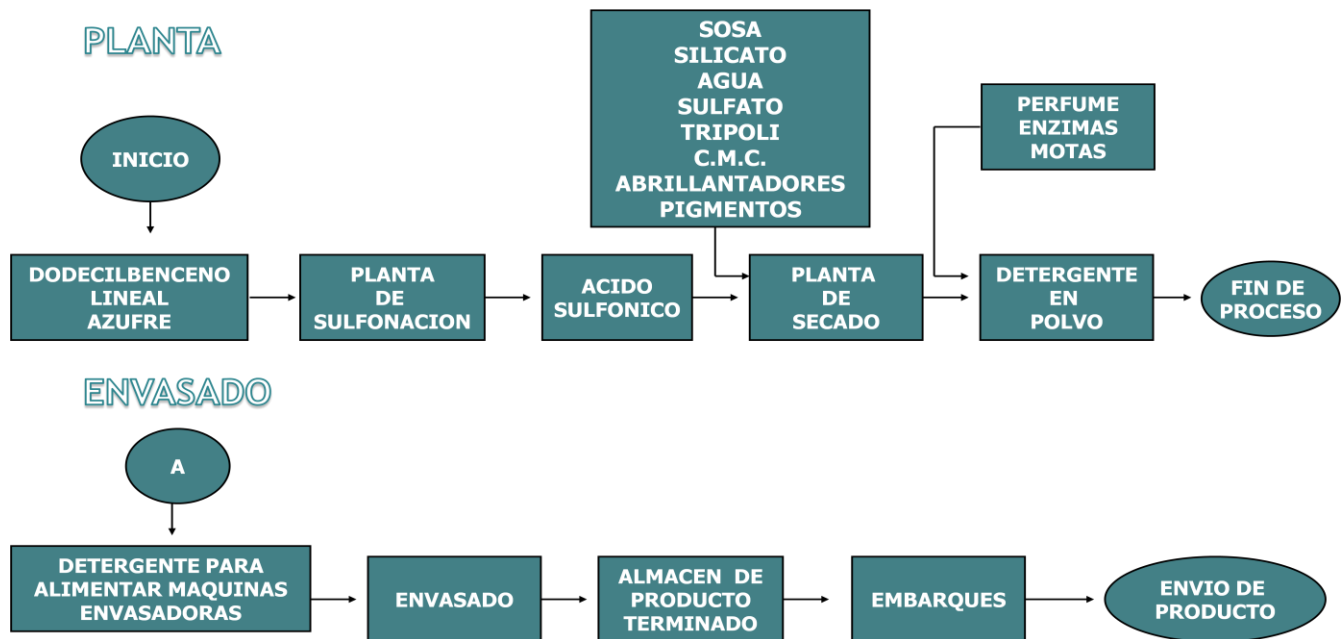 PLANTA
INICIO
SOSA
SILICATO
AGUA
SULFATO
TRIPOLI
C.M.C.
ABRILLANTADORES
PIGMENTOS
PERFUME
ENZIMAS
MOTAS
DODECILBENCENO
LINEAL
AZUFRE
PLANTA
DE
SULFONACION
ACIDO
SULFONICO
PLANTA
DE
SECADO
DETERGENTE
EN
POLVO
FIN DE
PROCESO
ENVASADO
A
DETERGENTE PARA
ALIMENTAR MAQUINAS
ENVASADORAS
ENVASADO
ALMACEN DE
PRODUCTO
TERMINADO
EMBARQUES
ENVIO DE
PRODUCTO